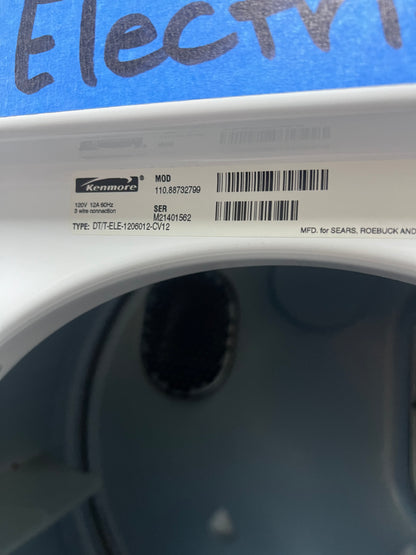 Electri
Kenmore
MOD
110.88732799
120V 12A 60Hz
3 wire nonnection
SER
M21401562
TYPE: DT/T-ELE-1206012-CV12
MFD. for SEARS, ROEBUCK AND